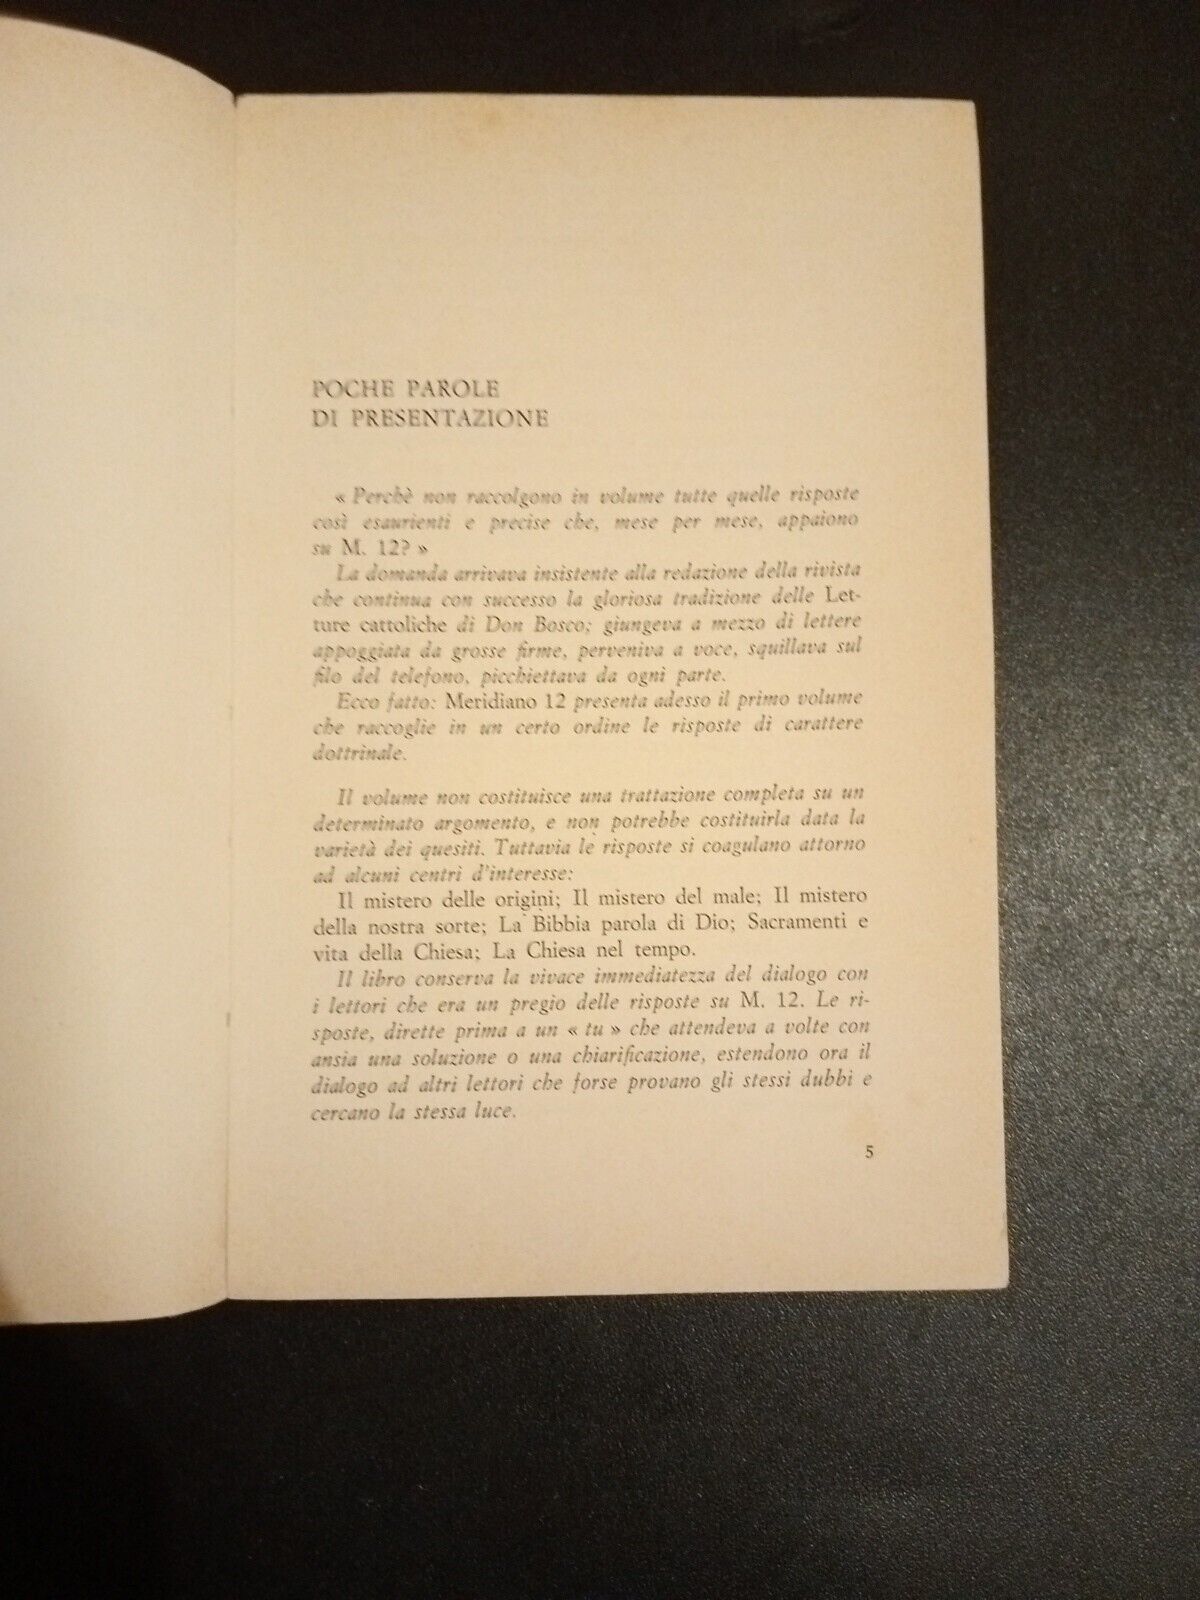 POCHE PAROLE
DI PRESENTAZIONE
« Perchè non raccolgono in volume tutte quelle risposte
così esaurienti e precise che, mese per mese, appaiono
su M. 12? »
La domanda arrivava insistente alla redazione della rivista
che continua con successo la gloriosa tradizione delle Let-
ture cattoliche di Don Bosco; giungeva a mezzo di lettere
appoggiata da grosse firme, perveniva a voce, squillava sul
filo del telefono, picchiettava da ogni parte.
Ecco fatto: Meridiano 12 presenta adesso il primo volume
che raccoglie in un certo ordine le risposte di carattere
dottrinale.
Il volume non costituisce una trattazione completa su un
determinato argomento, e non potrebbe costituirla data la
varietà dei quesiti. Tuttavia le risposte si coagulano attorno
ad alcuni centri d'interesse:
Il mistero delle origini; Il mistero del male; Il mistero
della nostra sorte; La Bibbia parola di Dio; Sacramenti e
vita della Chiesa; La Chiesa nel tempo.
Il libro conserva la vivace immediatezza del dialogo con
i lettori che era un pregio delle risposte su M. 12. Le ri-
sposte, dirette prima a un « tu » che attendeva a volte con
ansia una soluzione o una chiarificazione, estendono ora il
dialogo ad altri lettori che forse provano gli stessi dubbi e
cercano la stessa luce.
5